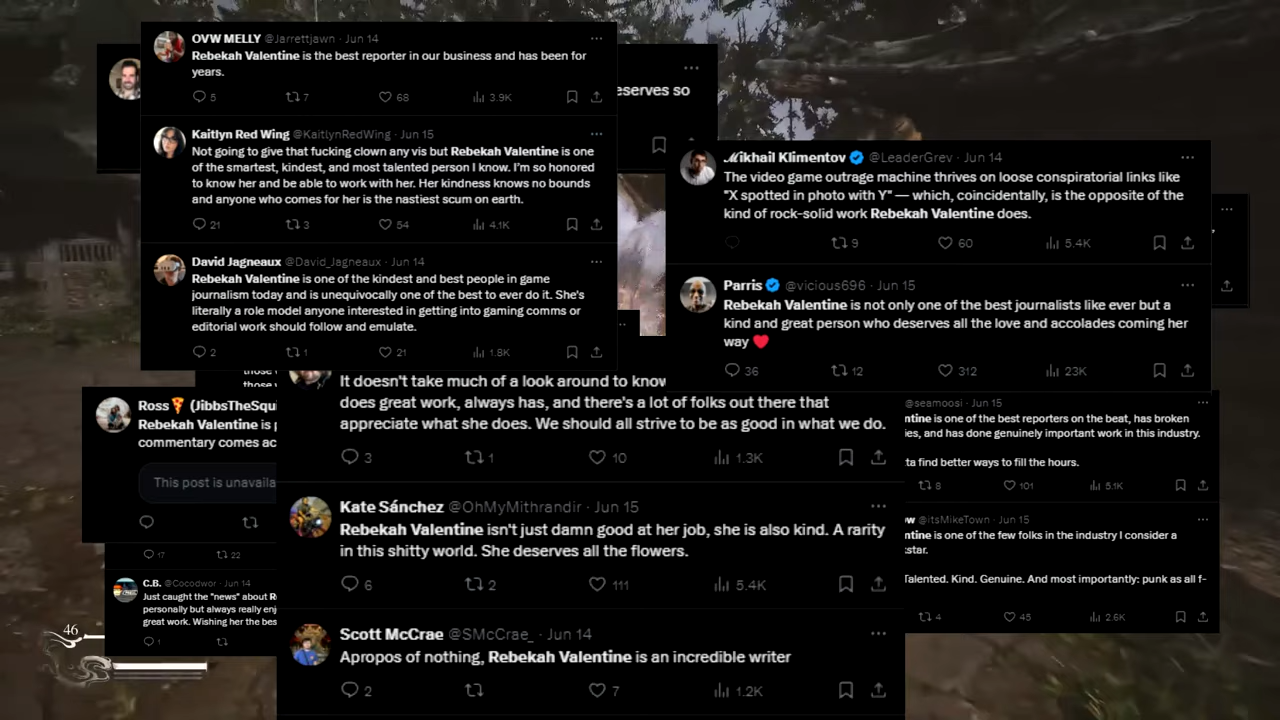 OVW MELLY @Jarrettjawn · Jun 14
Rebekah Valentine is the best reporter in our business and has been for
years.
5 7 68 3.9K
Kaitlyn Red Wing @KaitlynRedWing · Jun 15
Not going to give that fucking clown any vis but Rebekah Valentine is one
of the smartest, kindest, and most talented person I know. I'm so honored
to know her and be able to work with her. Her kindness knows no bounds
and anyone who comes for her is the nastiest scum on earth.
21 3 54 4.1K
David Jagneaux @David_Jagneaux · Jun 14
Rebekah Valentine is one of the kindest and best people in game
journalism today and is unequivocally one of the best to ever do it. She's
literally a role model anyone interested in getting into gaming comms or
editorial work should follow and emulate.
2 1 21 1.8K
eserves so
Mikhail Klimentov @LeaderGrev · Jun 14
The video game outrage machine thrives on loose conspiratorial links like
"X spotted in photo with Y" — which, coincidentally, is the opposite of the
kind of rock-solid work Rebekah Valentine does.
9 60 5.4K
Parris @vicious696 · Jun 15
Rebekah Valentine is not only one of the best journalists like ever but a
kind and great person who deserves all the love and accolades coming her
way ❤️
36 12 312 23K
It doesn't take much of a look around to know
does great work, always has, and there's a lot of folks out there that
appreciate what she does. We should all strive to be as good in what we do.
3 1 10 1.3K
Kate Sánchez @OhMyMithrandir · Jun 15
Rebekah Valentine isn't just damn good at her job, she is also kind. A rarity
in this shitty world. She deserves all the flowers.
6 2 111 5.4K
Scott McCrae @SMcCrae_ · Jun 14
Apropos of nothing, Rebekah Valentine is an incredible writer
2 7 1.2K
Ross🍕 (JibbsTheSqui
Rebekah Valentine is p
commentary comes ac
This post is unavaila
17 22
C.B. @Cocodwor · Jun 14
Just caught the "news" about R
personally but always really enj
great work. Wishing her the bes
1
@seamoosi · Jun 15
ntine is one of the best reporters on the beat, has broken
ies, and has done genuinely important work in this industry.
ta find better ways to fill the hours.
8 101 5.1K
ow @itsMikeTown · Jun 15
ntine is one of the few folks in the industry I consider a
kstar.
Talented. Kind. Genuine. And most importantly: punk as all f-
4 45 2.6K
46